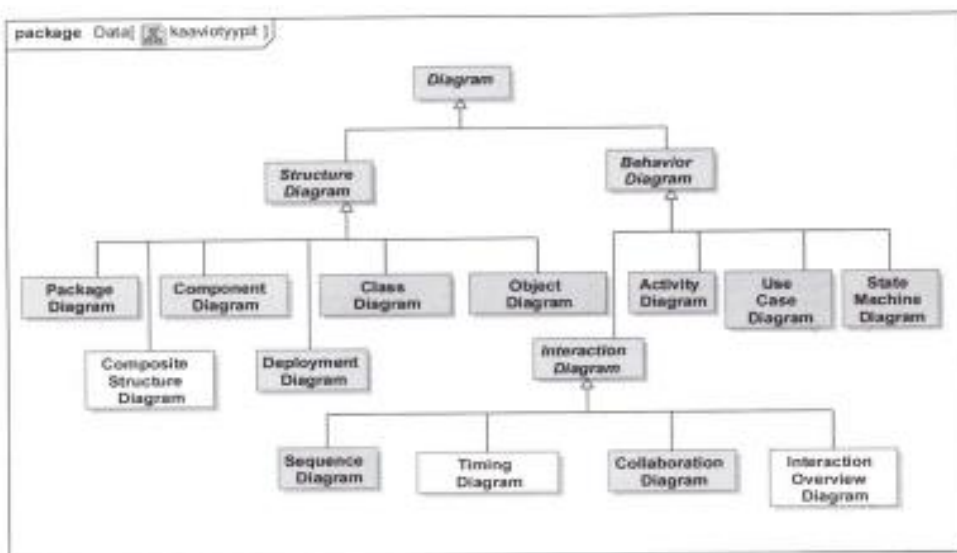 package Data[ kaaviotyypit ]
Diagram
Structure
Diagram
Behavior
Diagram
Package
Diagram
Component
Diagram
Class
Diagram
Object
Diagram
Activity
Diagram
Use
Case
Diagram
State
Machine
Diagram
Composite
Structure
Diagram
Deployment
Diagram
Interaction
Diagram
Sequence
Diagram
Timing
Diagram
Collaboration
Diagram
Interaction
Overview
Diagram